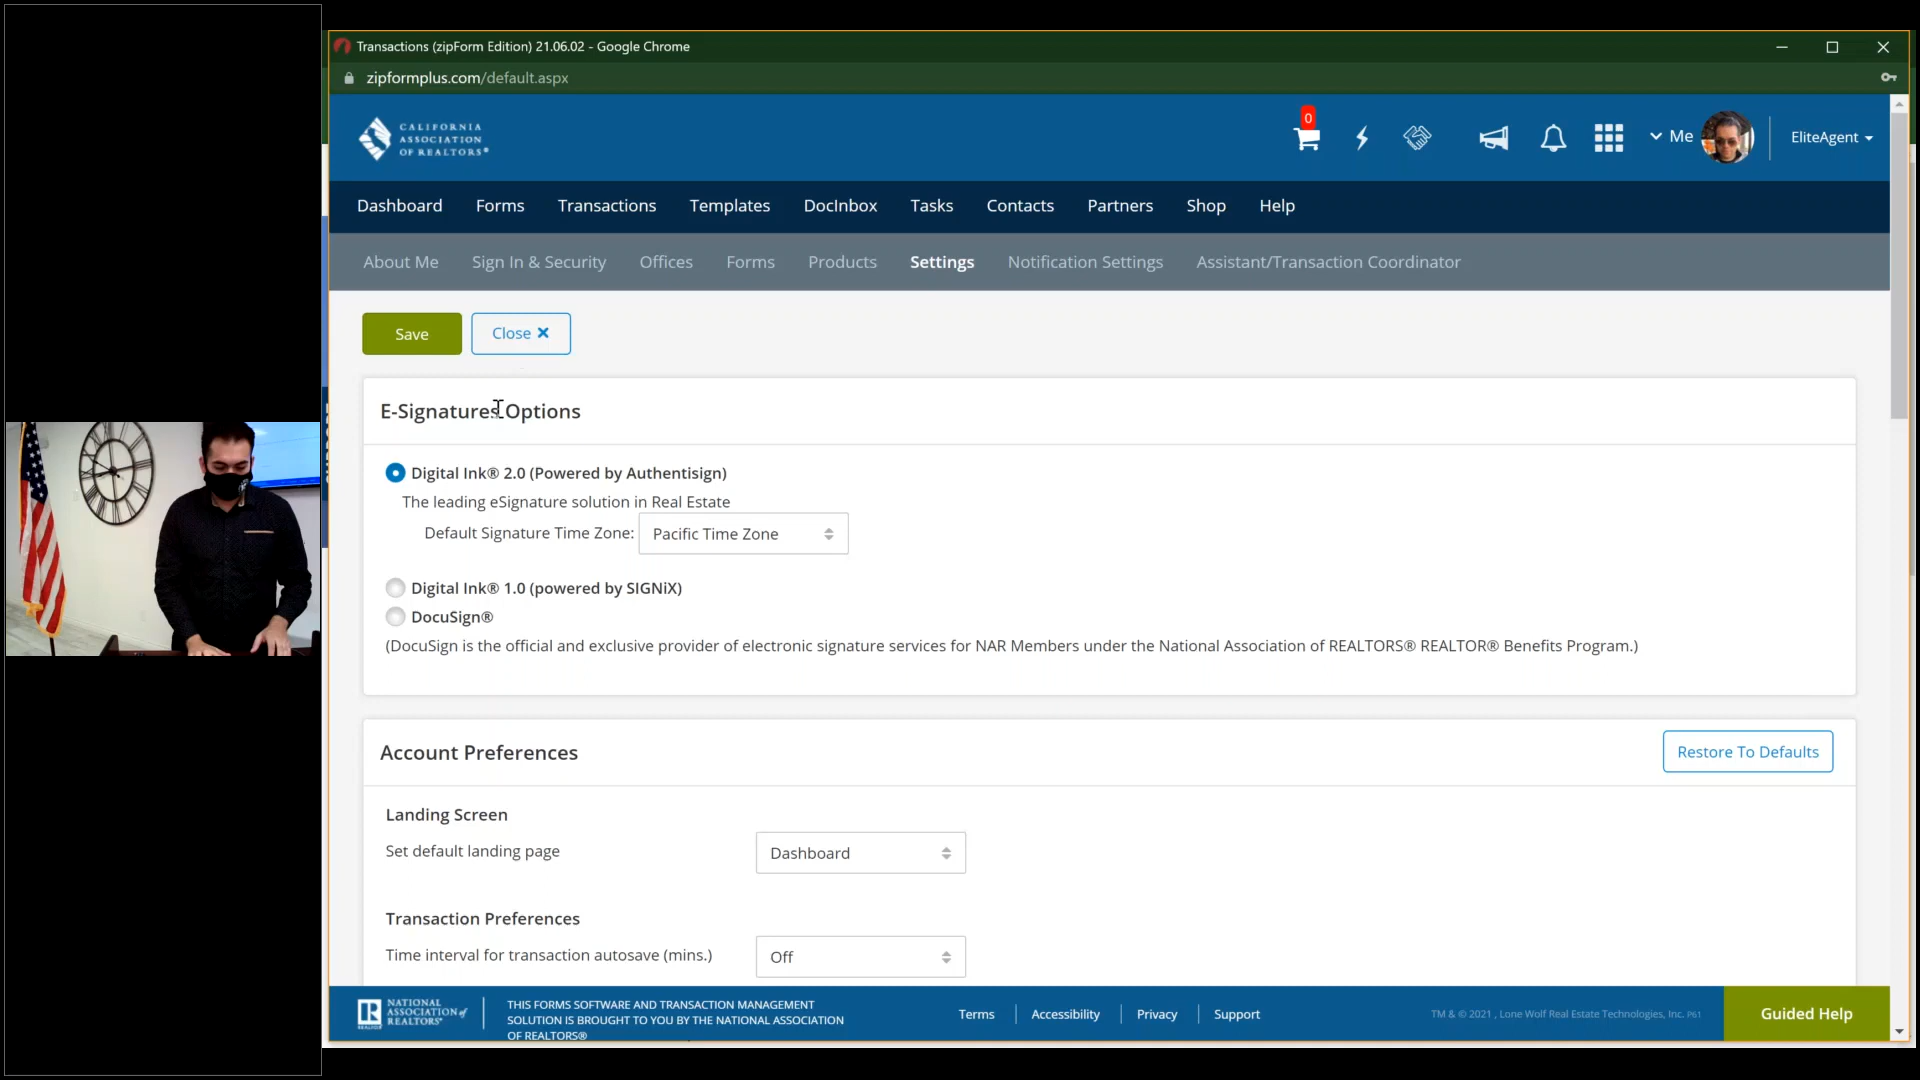 Transactions (zipForm Edition) 21.06.02 - Google Chrome
zipformplus.com/default.aspx
CALIFORNIA
ASSOCIATION
OF REALTORS®
0
Me
EliteAgent
Dashboard Forms Transactions Templates DocInbox Tasks Contacts Partners Shop Help
About Me Sign In & Security Offices Forms Products Settings Notification Settings Assistant/Transaction Coordinator
Save Close
E-Signatures Options
Digital Ink® 2.0 (Powered by Authentisign)
The leading eSignature solution in Real Estate
Default Signature Time Zone: Pacific Time Zone
Digital Ink® 1.0 (powered by SIGNiX)
DocuSign®
(DocuSign is the official and exclusive provider of electronic signature services for NAR Members under the National Association of REALTORS® REALTOR® Benefits Program.)
Account Preferences Restore To Defaults
Landing Screen
Set default landing page Dashboard
Transaction Preferences
Time interval for transaction autosave (mins.) Off
NATIONAL
ASSOCIATION of
REALTORS®
THIS FORMS SOFTWARE AND TRANSACTION MANAGEMENT
SOLUTION IS BROUGHT TO YOU BY THE NATIONAL ASSOCIATION
OF REALTORS®
Terms Accessibility Privacy Support
TM & © 2021 , Lone Wolf Real Estate Technologies, Inc. P61
Guided Help